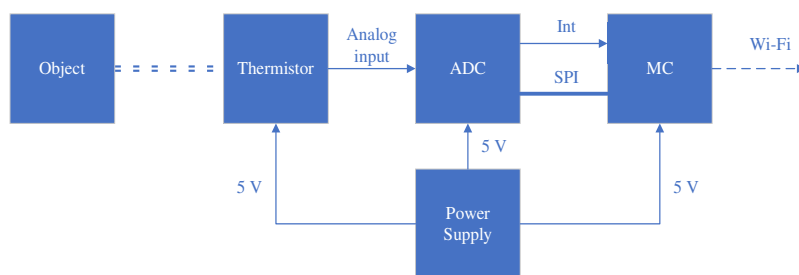 Object
Thermistor
Analog
input
ADC
Int
SPI
MC
Wi-Fi
5 V
5 V
5 V
Power
Supply